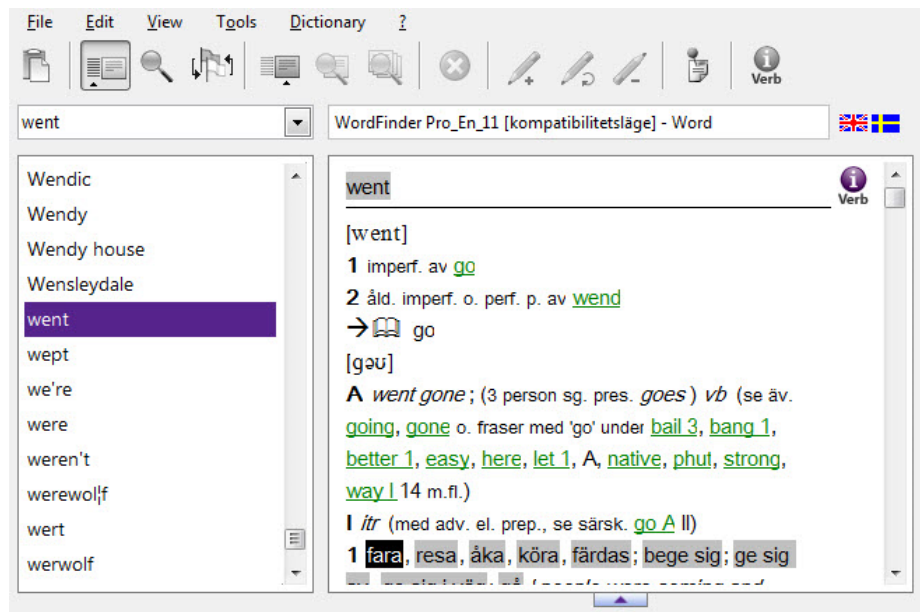 File Edit View Tools Dictionary ?
Verb
went
WordFinder Pro_En_11 [kompatibilitetsläge] - Word
Wendic
Wendy
Wendy house
Wensleydale
went
wept
we're
were
weren't
werewol¦f
wert
werwolf
went
Verb
[went]
1 imperf. av go
2 åld. imperf. o. perf. p. av wend
→ go
[gəʊ]
A went gone ; (3 person sg. pres. goes ) vb (se äv.
going, gone o. fraser med 'go' under bail 3, bang 1,
better 1, easy, here, let 1, A, native, phut, strong,
way I 14 m.fl.)
I itr (med adv. el. prep., se särsk. go A II)
1 fara, resa, åka, köra, färdas; bege sig; ge sig